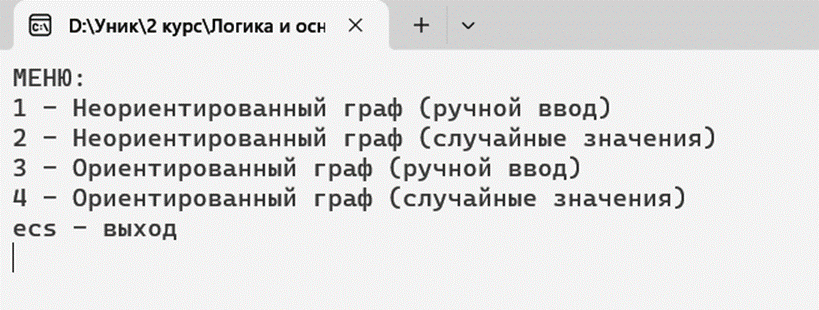 D:\Уник\2 курс\Логика и осн
МЕНЮ:
1 – Неориентированный граф (ручной ввод)
2 – Неориентированный граф (случайные значения)
3 – Ориентированный граф (ручной ввод)
4 – Ориентированный граф (случайные значения)
ecs – выход